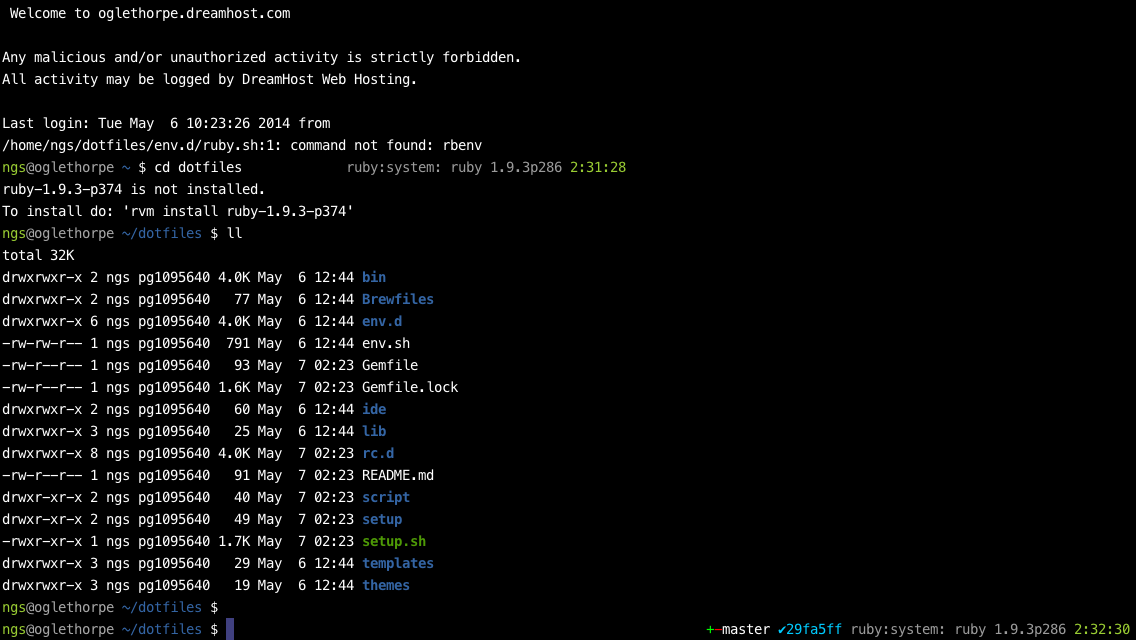 Welcome to oglethorpe.dreamhost.com
Any malicious and/or unauthorized activity is strictly forbidden.
All activity may be logged by DreamHost Web Hosting.
Last login: Tue May  6 10:23:26 2014 from
/home/ngs/dotfiles/env.d/ruby.sh:1: command not found: rbenv
ngs@oglethorpe ~ $ cd dotfiles             ruby:system: ruby 1.9.3p286 2:31:28
ruby-1.9.3-p374 is not installed.
To install do: 'rvm install ruby-1.9.3-p374'
ngs@oglethorpe ~/dotfiles $ ll
total 32K
drwxrwxr-x 2 ngs pg1095640 4.0K May  6 12:44 bin
drwxrwxr-x 2 ngs pg1095640   77 May  6 12:44 Brewfiles
drwxrwxr-x 6 ngs pg1095640 4.0K May  6 12:44 env.d
-rw-rw-r-- 1 ngs pg1095640  791 May  6 12:44 env.sh
-rw-r--r-- 1 ngs pg1095640   93 May  7 02:23 Gemfile
-rw-r--r-- 1 ngs pg1095640 1.6K May  7 02:23 Gemfile.lock
drwxrwxr-x 2 ngs pg1095640   60 May  6 12:44 ide
drwxrwxr-x 3 ngs pg1095640   25 May  6 12:44 lib
drwxrwxr-x 8 ngs pg1095640 4.0K May  7 02:23 rc.d
-rw-r--r-- 1 ngs pg1095640   91 May  7 02:23 README.md
drwxr-xr-x 2 ngs pg1095640   40 May  7 02:23 script
drwxr-xr-x 2 ngs pg1095640   49 May  7 02:23 setup
-rwxr-xr-x 1 ngs pg1095640 1.7K May  7 02:23 setup.sh
drwxrwxr-x 3 ngs pg1095640   29 May  6 12:44 templates
drwxrwxr-x 3 ngs pg1095640   19 May  6 12:44 themes
ngs@oglethorpe ~/dotfiles $
ngs@oglethorpe ~/dotfiles $ +-master ✔29fa5ff ruby:system: ruby 1.9.3p286 2:32:30